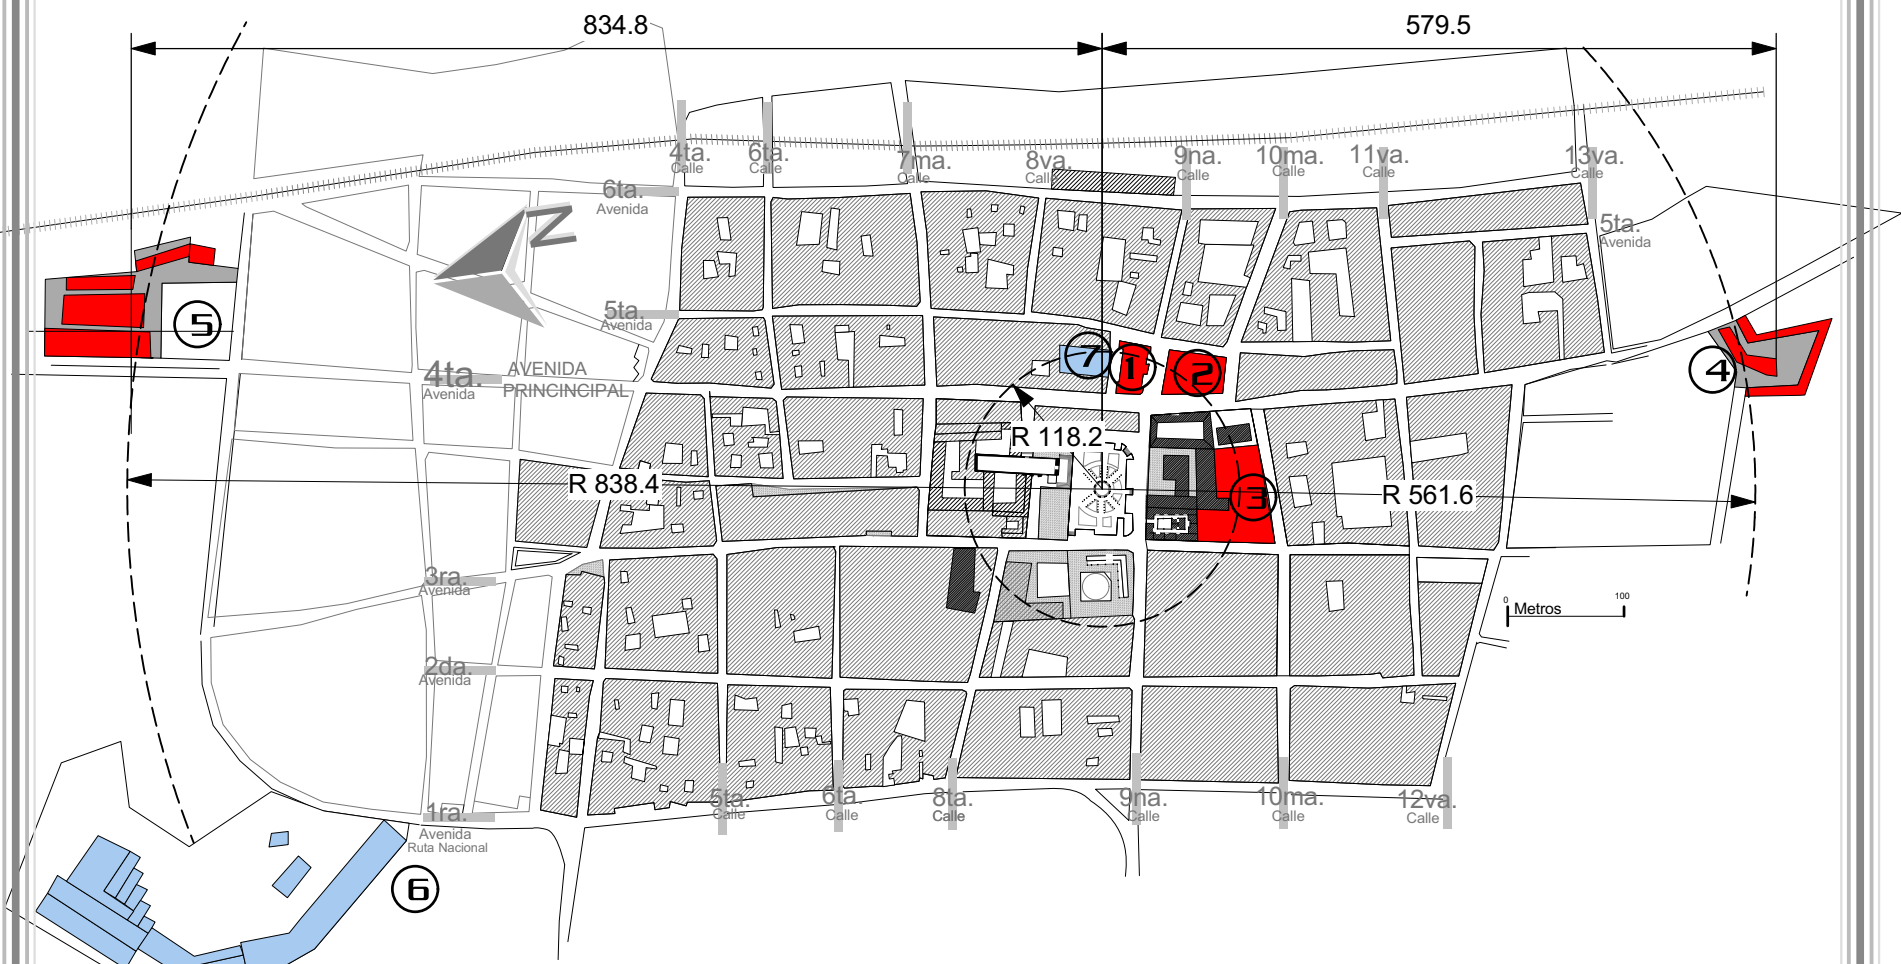 834.8
579.5
4ta.
Calle
6ta.
Calle
7ma.
Calle
8va.
Calle
9na.
Calle
10ma.
Calle
11va.
Calle
13va.
Calle
6ta.
Avenida
N
5ta.
Avenida
5ta.
Avenida
5
4ta.
Avenida
AVENIDA
PRINCINCIPAL
7
1
2
4
R 118.2
R 838.4
3
R 561.6
3ra.
Avenida
0
100
Metros
2da.
Avenida
1ra.
Avenida
Ruta Nacional
5ta.
Calle
6ta.
Calle
8ta.
Calle
9na.
Calle
10ma.
Calle
12va.
Calle
6